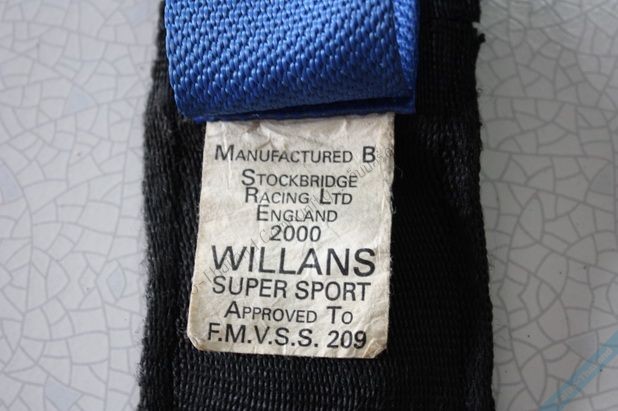 MANUFACTURED B
STOCKBRIDGE
RACING LTD
ENGLAND
2000
WILLANS
SUPER SPORT
APPROVED TO
F.M.V.S.S. 209